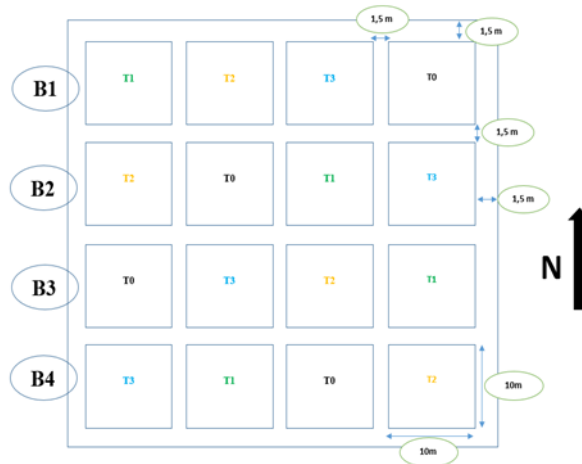 1,5 m
1,5 m
B1 T1 T2 T3 T0
1,5 m
B2 T2 T0 T1 T3
1,5 m
N
B3 T0 T3 T2 T1
B4 T3 T1 T0 T2
10m
10m